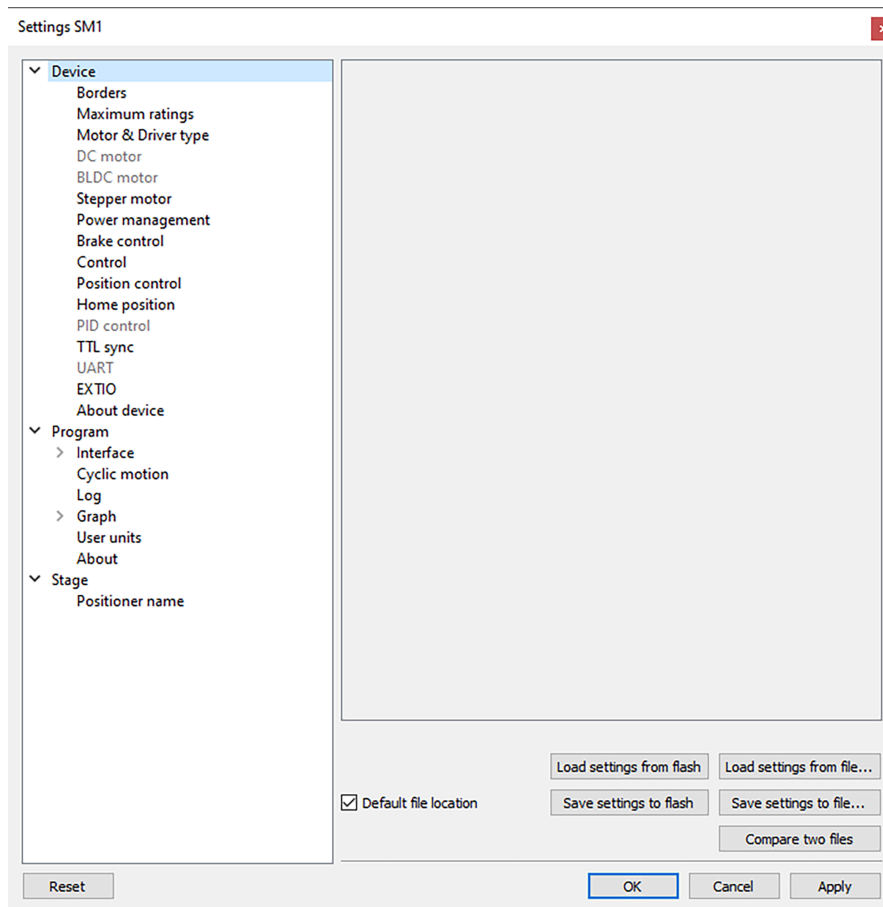 Settings SM1
Device
Borders
Maximum ratings
Motor & Driver type
DC motor
BLDC motor
Stepper motor
Power management
Brake control
Control
Position control
Home position
PID control
TTL sync
UART
EXTIO
About device
Program
Interface
Cyclic motion
Log
Graph
User units
About
Stage
Positioner name
Load settings from flash
Load settings from file...
Default file location
Save settings to flash
Save settings to file...
Compare two files
Reset
OK
Cancel
Apply